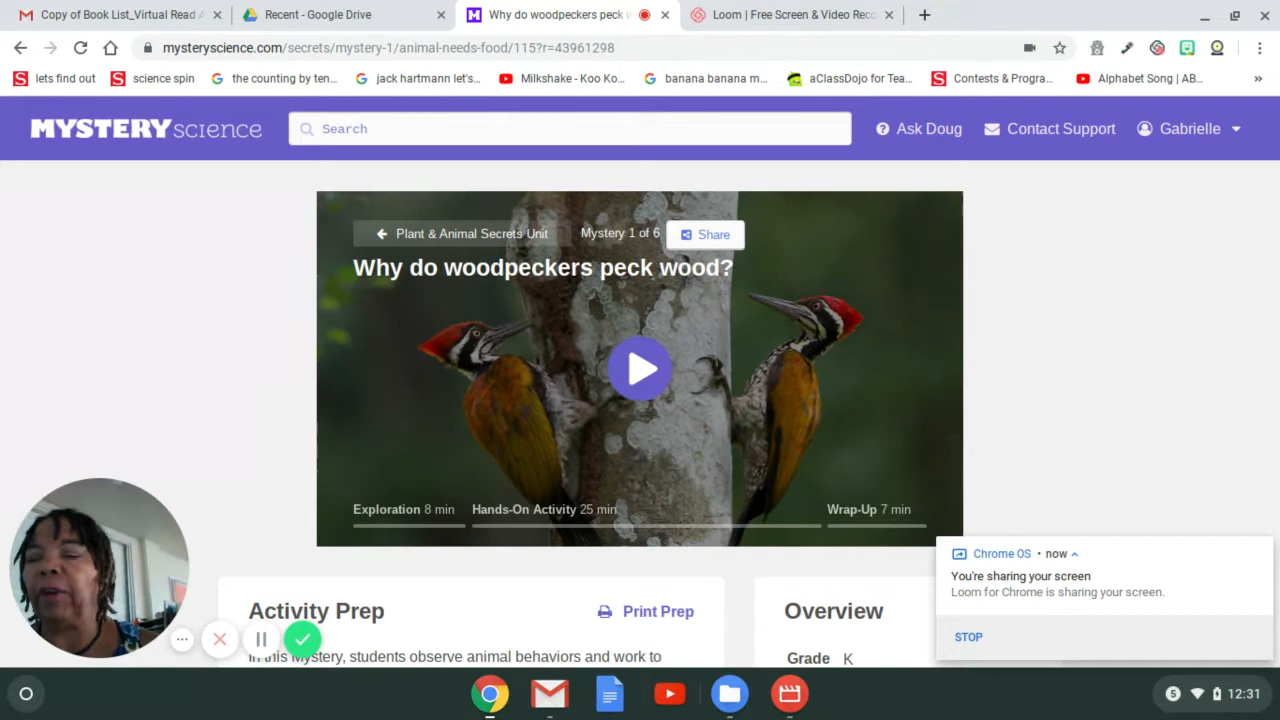 Copy of Book List_Virtual Read A
Recent - Google Drive
Why do woodpeckers peck w
Loom | Free Screen & Video Reco
mysteryscience.com/secrets/mystery-1/animal-needs-food/115?r=43961298
lets find out
science spin
the counting by ten...
jack hartmann let's...
Milkshake - Koo Ko...
banana banana m...
aClassDojo for Tea...
Contests & Progra...
Alphabet Song | AB...
»
MYSTERYscience
Search
Ask Doug
Contact Support
Gabrielle
Plant & Animal Secrets Unit
Mystery 1 of 6
Share
Why do woodpeckers peck wood?
Exploration 8 min
Hands-On Activity 25 min
Wrap-Up 7 min
Chrome OS • now
You're sharing your screen
Loom for Chrome is sharing your screen.
STOP
Activity Prep
Print Prep
In this Mystery, students observe animal behaviors and work to
Overview
Grade K
5
12:31